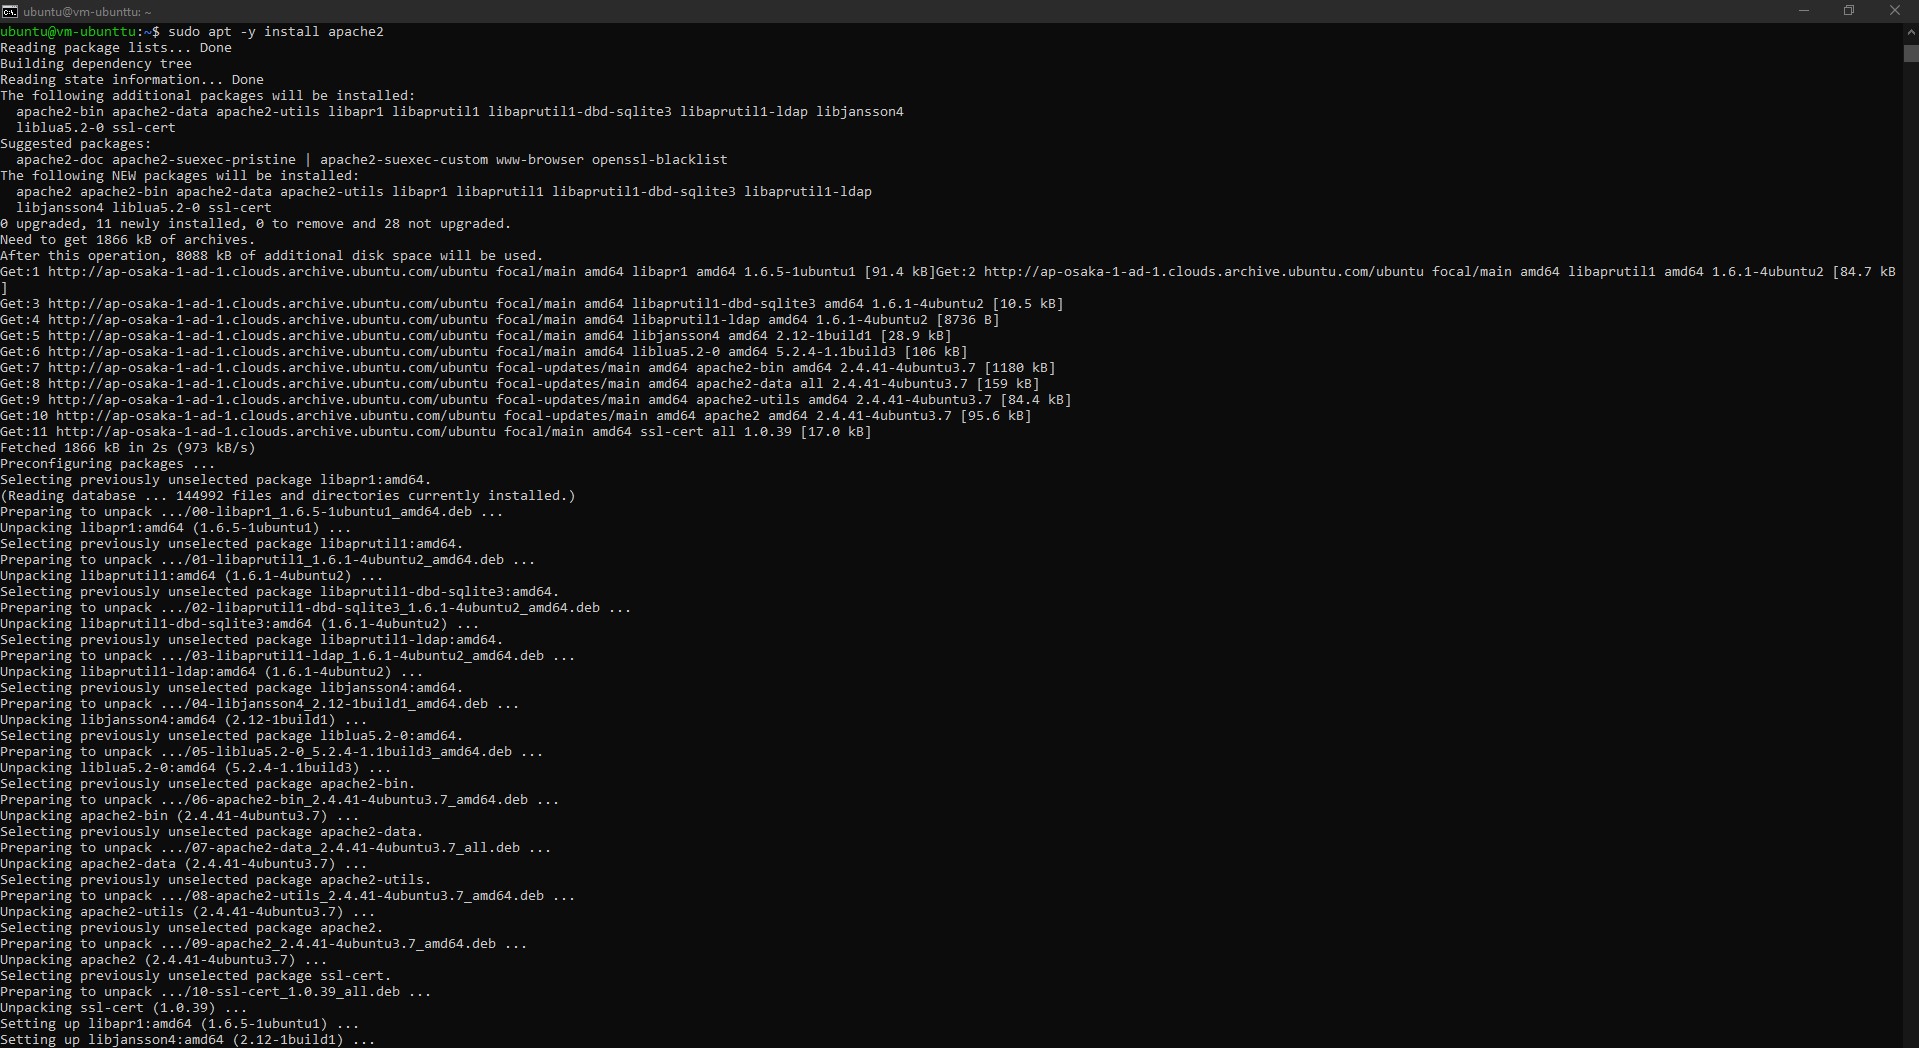 ubuntu@vm-ubunttu: ~
ubuntu@vm-ubunttu:~$ sudo apt -y install apache2
Reading package lists... Done
Building dependency tree
Reading state information... Done
The following additional packages will be installed:
  apache2-bin apache2-data apache2-utils libapr1 libaprutil1 libaprutil1-dbd-sqlite3 libaprutil1-ldap libjansson4
  liblua5.2-0 ssl-cert
Suggested packages:
  apache2-doc apache2-suexec-pristine | apache2-suexec-custom www-browser openssl-blacklist
The following NEW packages will be installed:
  apache2 apache2-bin apache2-data apache2-utils libapr1 libaprutil1 libaprutil1-dbd-sqlite3 libaprutil1-ldap
  libjansson4 liblua5.2-0 ssl-cert
0 upgraded, 11 newly installed, 0 to remove and 28 not upgraded.
Need to get 1866 kB of archives.
After this operation, 8088 kB of additional disk space will be used.
Get:1 http://ap-osaka-1-ad-1.clouds.archive.ubuntu.com/ubuntu focal/main amd64 libapr1 amd64 1.6.5-1ubuntu1 [91.4 kB]Get:2 http://ap-osaka-1-ad-1.clouds.archive.ubuntu.com/ubuntu focal/main amd64 libaprutil1 amd64 1.6.1-4ubuntu2 [84.7 kB
]
Get:3 http://ap-osaka-1-ad-1.clouds.archive.ubuntu.com/ubuntu focal/main amd64 libaprutil1-dbd-sqlite3 amd64 1.6.1-4ubuntu2 [10.5 kB]
Get:4 http://ap-osaka-1-ad-1.clouds.archive.ubuntu.com/ubuntu focal/main amd64 libaprutil1-ldap amd64 1.6.1-4ubuntu2 [8736 B]
Get:5 http://ap-osaka-1-ad-1.clouds.archive.ubuntu.com/ubuntu focal/main amd64 libjansson4 amd64 2.12-1build1 [28.9 kB]
Get:6 http://ap-osaka-1-ad-1.clouds.archive.ubuntu.com/ubuntu focal/main amd64 liblua5.2-0 amd64 5.2.4-1.1build3 [106 kB]
Get:7 http://ap-osaka-1-ad-1.clouds.archive.ubuntu.com/ubuntu focal-updates/main amd64 apache2-bin amd64 2.4.41-4ubuntu3.7 [1180 kB]
Get:8 http://ap-osaka-1-ad-1.clouds.archive.ubuntu.com/ubuntu focal-updates/main amd64 apache2-data all 2.4.41-4ubuntu3.7 [159 kB]
Get:9 http://ap-osaka-1-ad-1.clouds.archive.ubuntu.com/ubuntu focal-updates/main amd64 apache2-utils amd64 2.4.41-4ubuntu3.7 [84.4 kB]
Get:10 http://ap-osaka-1-ad-1.clouds.archive.ubuntu.com/ubuntu focal-updates/main amd64 apache2 amd64 2.4.41-4ubuntu3.7 [95.6 kB]
Get:11 http://ap-osaka-1-ad-1.clouds.archive.ubuntu.com/ubuntu focal/main amd64 ssl-cert all 1.0.39 [17.0 kB]
Fetched 1866 kB in 2s (973 kB/s)
Preconfiguring packages ...
Selecting previously unselected package libapr1:amd64.
(Reading database ... 144992 files and directories currently installed.)
Preparing to unpack .../00-libapr1_1.6.5-1ubuntu1_amd64.deb ...
Unpacking libapr1:amd64 (1.6.5-1ubuntu1) ...
Selecting previously unselected package libaprutil1:amd64.
Preparing to unpack .../01-libaprutil1_1.6.1-4ubuntu2_amd64.deb ...
Unpacking libaprutil1:amd64 (1.6.1-4ubuntu2) ...
Selecting previously unselected package libaprutil1-dbd-sqlite3:amd64.
Preparing to unpack .../02-libaprutil1-dbd-sqlite3_1.6.1-4ubuntu2_amd64.deb ...
Unpacking libaprutil1-dbd-sqlite3:amd64 (1.6.1-4ubuntu2) ...
Selecting previously unselected package libaprutil1-ldap:amd64.
Preparing to unpack .../03-libaprutil1-ldap_1.6.1-4ubuntu2_amd64.deb ...
Unpacking libaprutil1-ldap:amd64 (1.6.1-4ubuntu2) ...
Selecting previously unselected package libjansson4:amd64.
Preparing to unpack .../04-libjansson4_2.12-1build1_amd64.deb ...
Unpacking libjansson4:amd64 (2.12-1build1) ...
Selecting previously unselected package liblua5.2-0:amd64.
Preparing to unpack .../05-liblua5.2-0_5.2.4-1.1build3_amd64.deb ...
Unpacking liblua5.2-0:amd64 (5.2.4-1.1build3) ...
Selecting previously unselected package apache2-bin.
Preparing to unpack .../06-apache2-bin_2.4.41-4ubuntu3.7_amd64.deb ...
Unpacking apache2-bin (2.4.41-4ubuntu3.7) ...
Selecting previously unselected package apache2-data.
Preparing to unpack .../07-apache2-data_2.4.41-4ubuntu3.7_all.deb ...
Unpacking apache2-data (2.4.41-4ubuntu3.7) ...
Selecting previously unselected package apache2-utils.
Preparing to unpack .../08-apache2-utils_2.4.41-4ubuntu3.7_amd64.deb ...
Unpacking apache2-utils (2.4.41-4ubuntu3.7) ...
Selecting previously unselected package apache2.
Preparing to unpack .../09-apache2_2.4.41-4ubuntu3.7_amd64.deb ...
Unpacking apache2 (2.4.41-4ubuntu3.7) ...
Selecting previously unselected package ssl-cert.
Preparing to unpack .../10-ssl-cert_1.0.39_all.deb ...
Unpacking ssl-cert (1.0.39) ...
Setting up libapr1:amd64 (1.6.5-1ubuntu1) ...
Setting up libjansson4:amd64 (2.12-1build1) ...